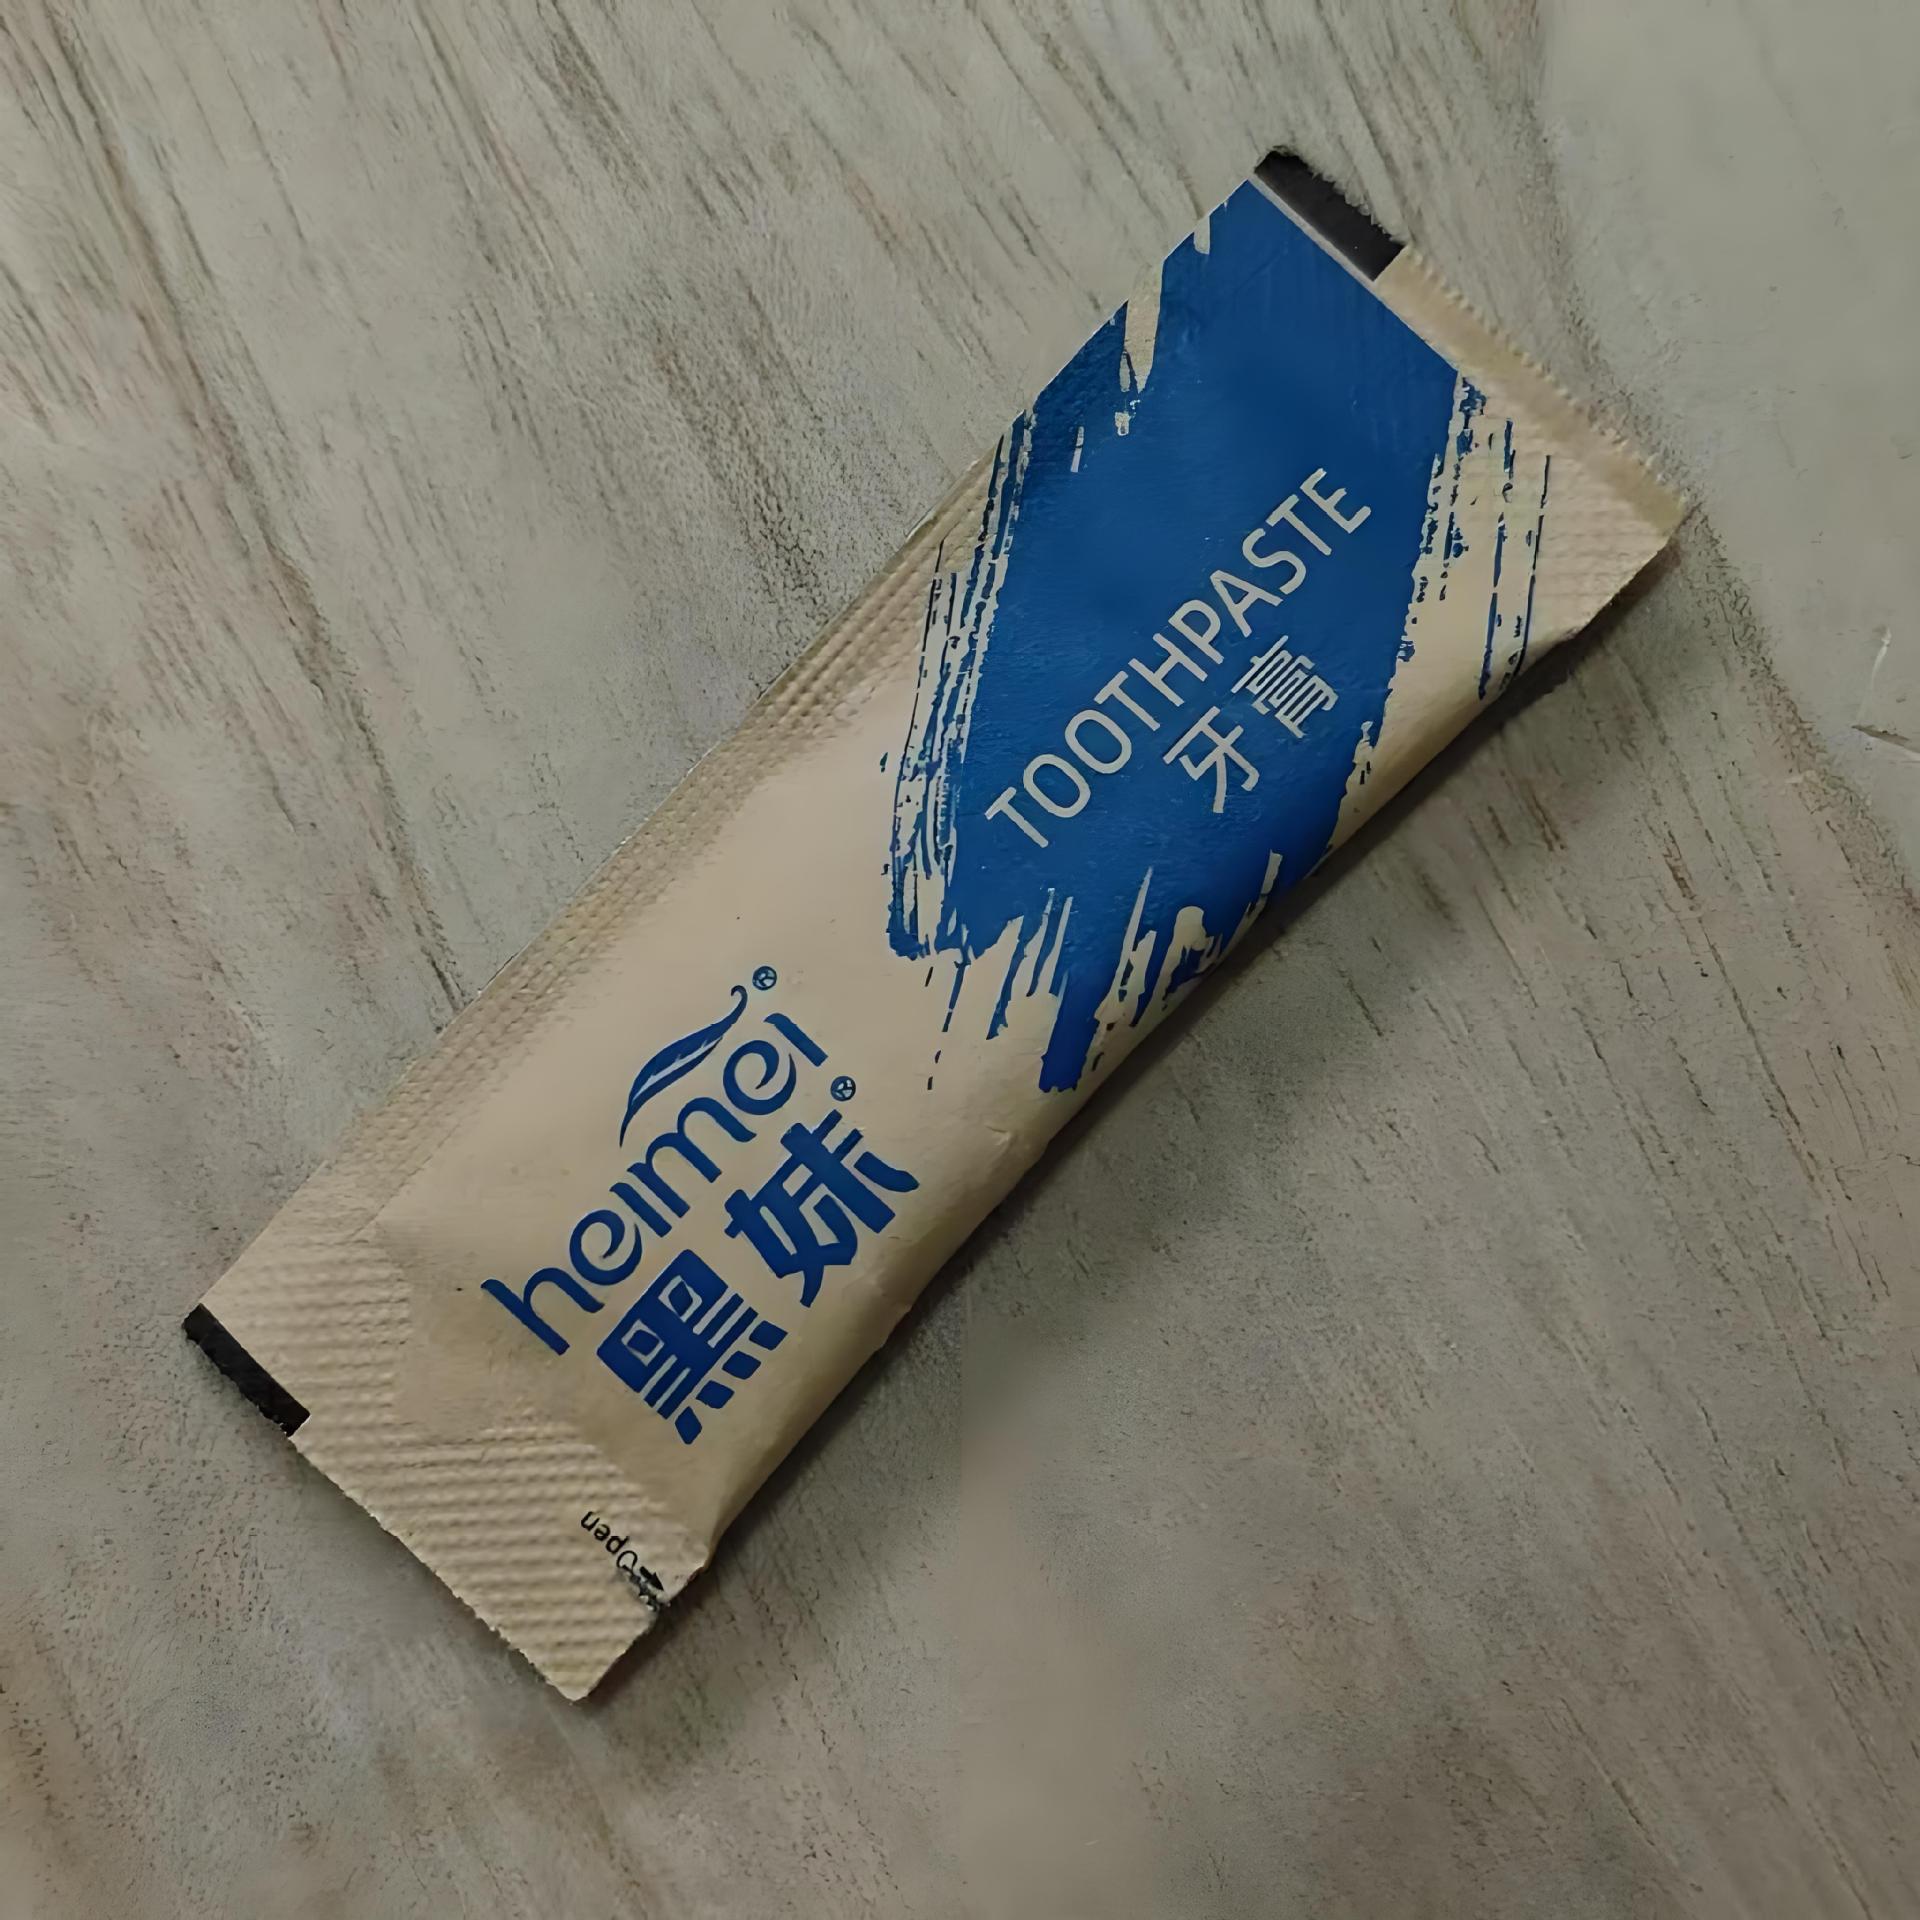 TOOTHPASTE
牙膏
heimei®
黑妹®
Open